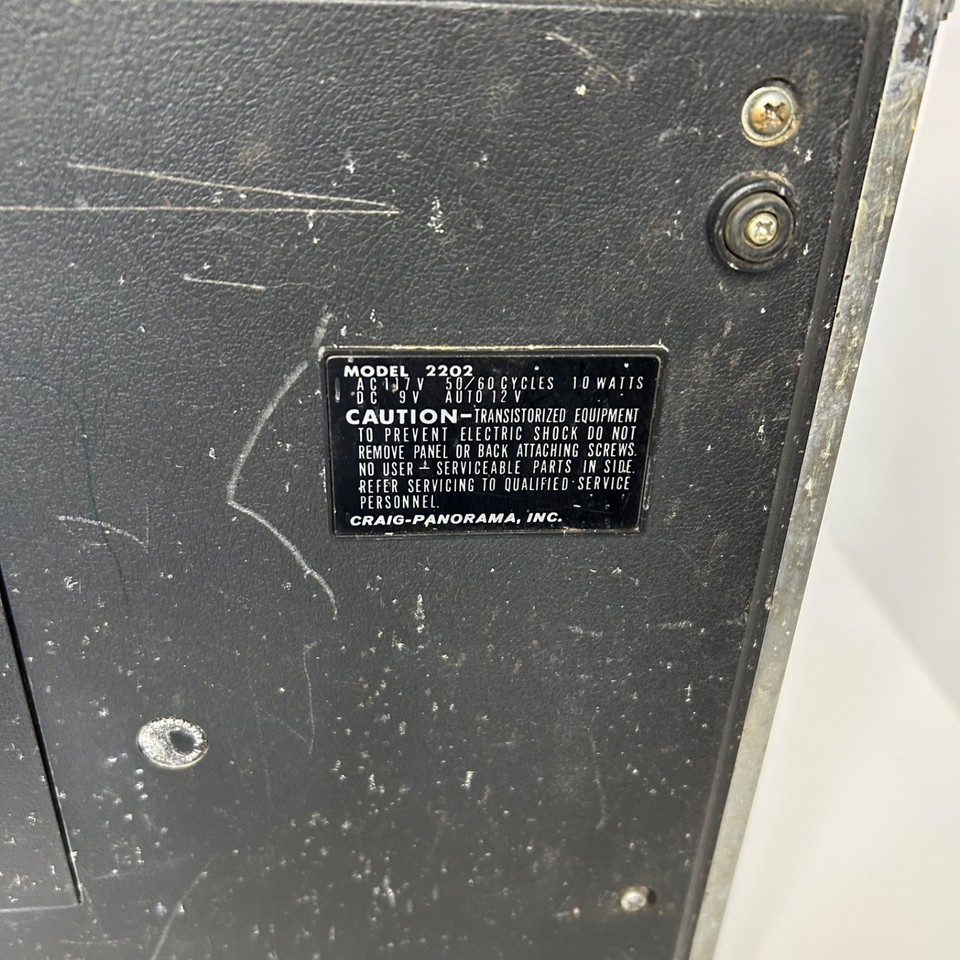 MODEL 2202
AC 117V 50/60 CYCLES 10 WATTS
DC 9V AUTO 12V
CAUTION-TRANSISTORIZED EQUIPMENT
TO PREVENT ELECTRIC SHOCK DO NOT
REMOVE PANEL OR BACK ATTACHING SCREWS.
NO USER - SERVICEABLE PARTS IN SIDE.
REFER SERVICING TO QUALIFIED SERVICE
PERSONNEL.
CRAIG-PANORAMA, INC.